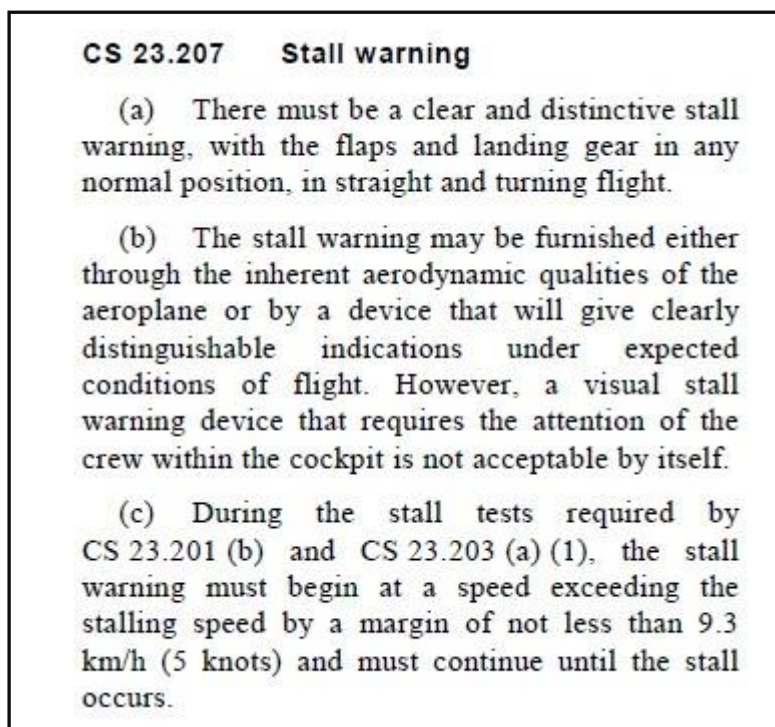 CS 23.207 Stall warning
(a) There must be a clear and distinctive stall
warning, with the flaps and landing gear in any
normal position, in straight and turning flight.
(b) The stall warning may be furnished either
through the inherent aerodynamic qualities of the
aeroplane or by a device that will give clearly
distinguishable indications under expected
conditions of flight. However, a visual stall
warning device that requires the attention of the
crew within the cockpit is not acceptable by itself.
(c) During the stall tests required by
CS 23.201 (b) and CS 23.203 (a) (1), the stall
warning must begin at a speed exceeding the
stalling speed by a margin of not less than 9.3
km/h (5 knots) and must continue until the stall
occurs.